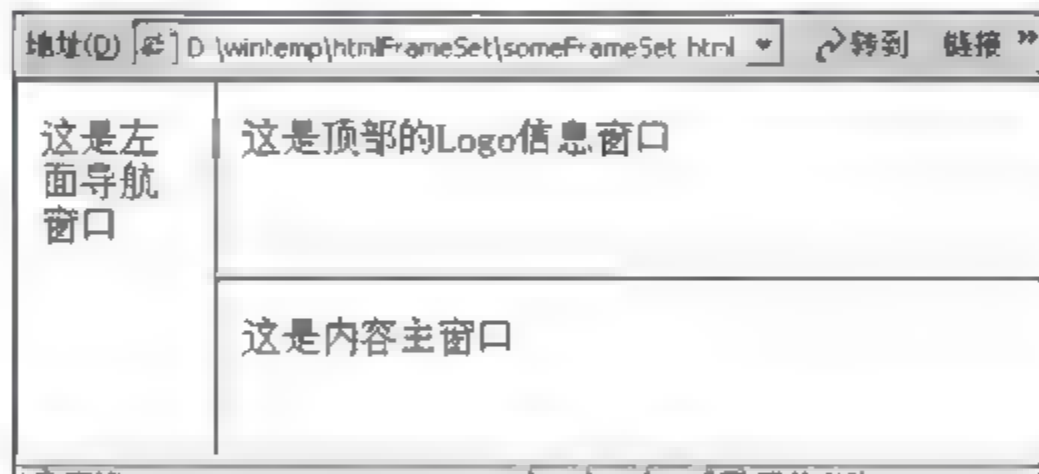 地址(D) D \wintemp\htmlFrameSet\someFrameSet html 转到 链接 »
这是左
面导航
窗口
这是顶部的Logo信息窗口
这是内容主窗口